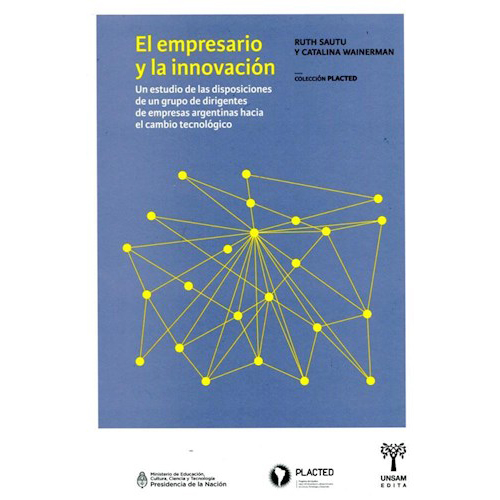 El empresario
y la innovación
Un estudio de las disposiciones
de un grupo de dirigentes
de empresas argentinas hacia
el cambio tecnológico
RUTH SAUTU
Y CATALINA WAINERMAN
COLECCIÓN PLACTED
Ministerio de Educación,
Cultura, Ciencia y Tecnología
Presidencia de la Nación
PLACTED
UNSAM
EDITA